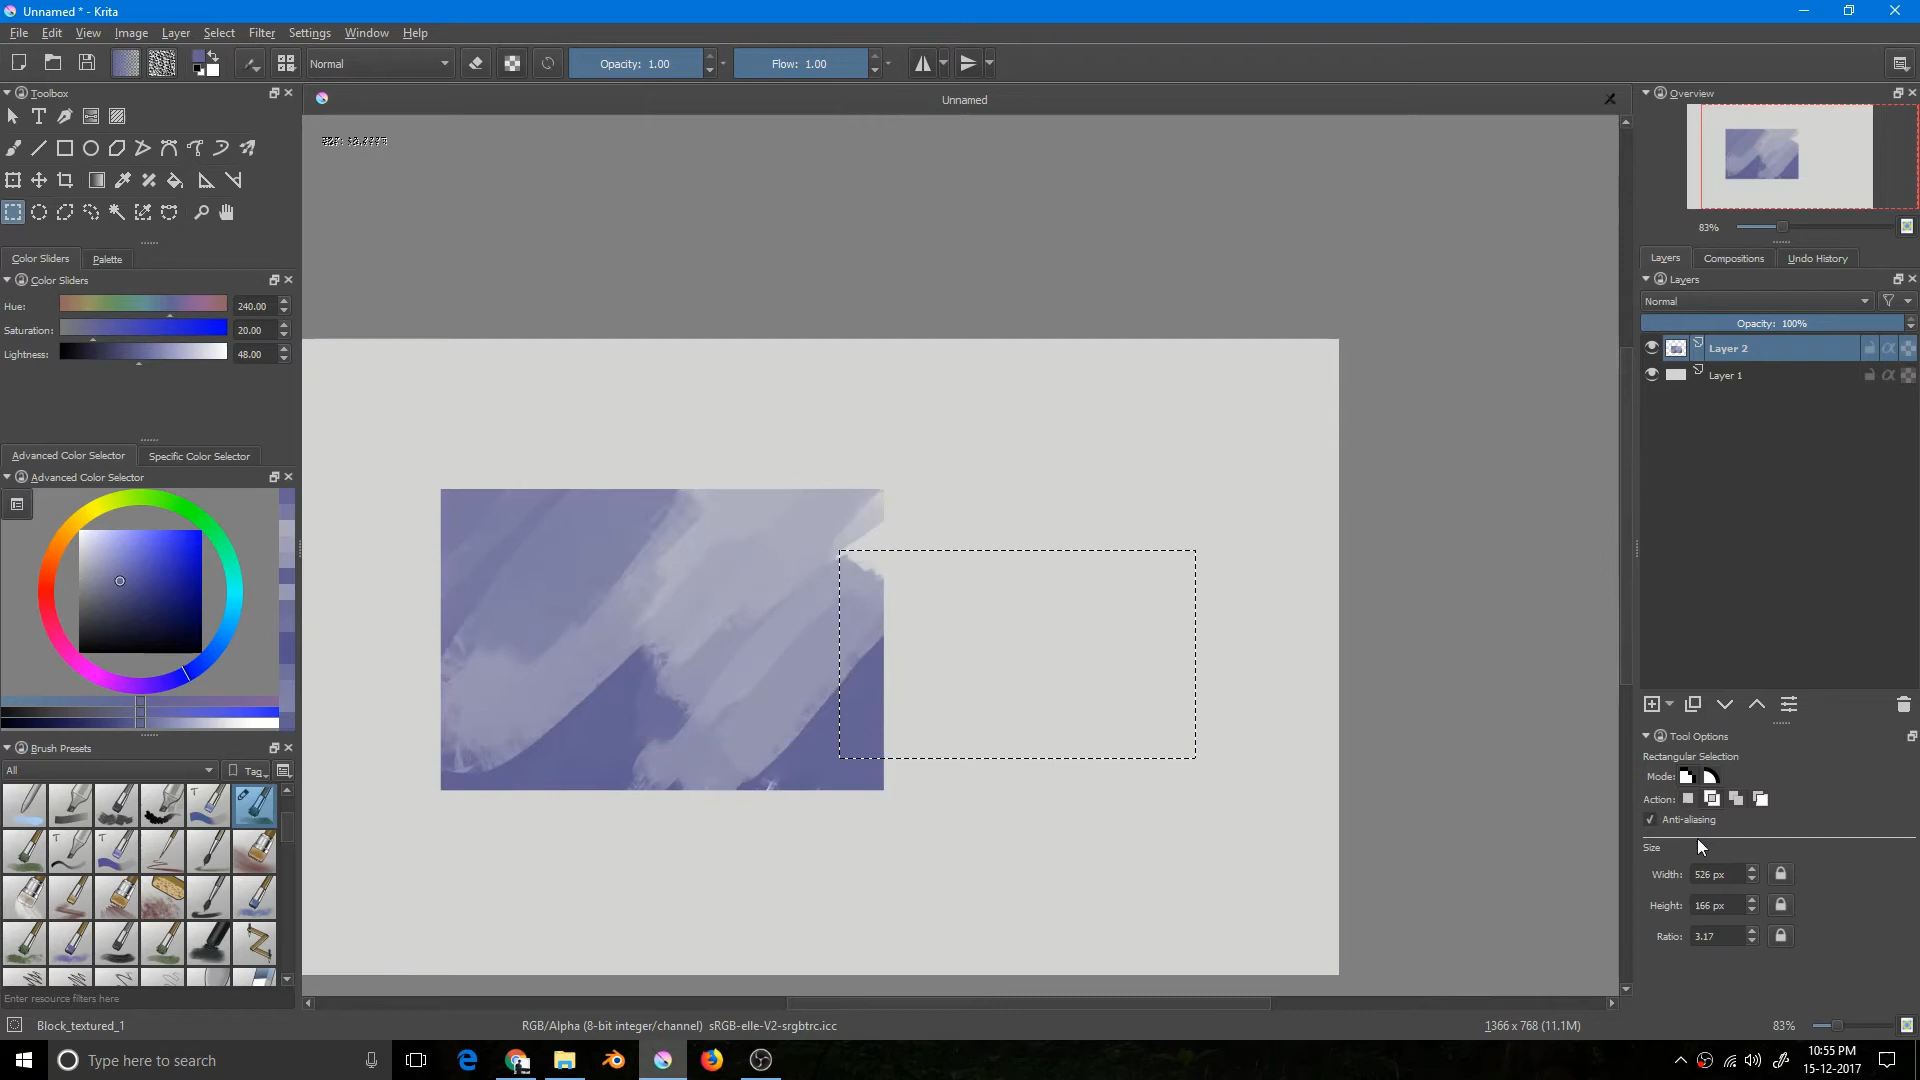 Unnamed * - Krita
File Edit View Image Layer Select Filter Settings Window Help
Normal Opacity: 1.00 Flow: 1.00
Toolbox
Unnamed
Overview
83%
Color Sliders Palette
Color Sliders
Hue: 240.00
Saturation: 20.00
Lightness: 48.00
Layers Compositions Undo History
Layers
Normal
Opacity: 100%
Layer 2
Layer 1
Advanced Color Selector Specific Color Selector
Advanced Color Selector
Brush Presets
All Tag
Enter resource filters here
Tool Options
Rectangular Selection
Mode:
Action:
Anti-aliasing
Size
Width: 526 px
Height: 166 px
Ratio: 3.17
Block_textured_1 RGB/Alpha (8-bit integer/channel) sRGB-elle-V2-srgbtrc.icc 1366 x 768 (11.1M) 83%
Type here to search
10:55 PM
15-12-2017